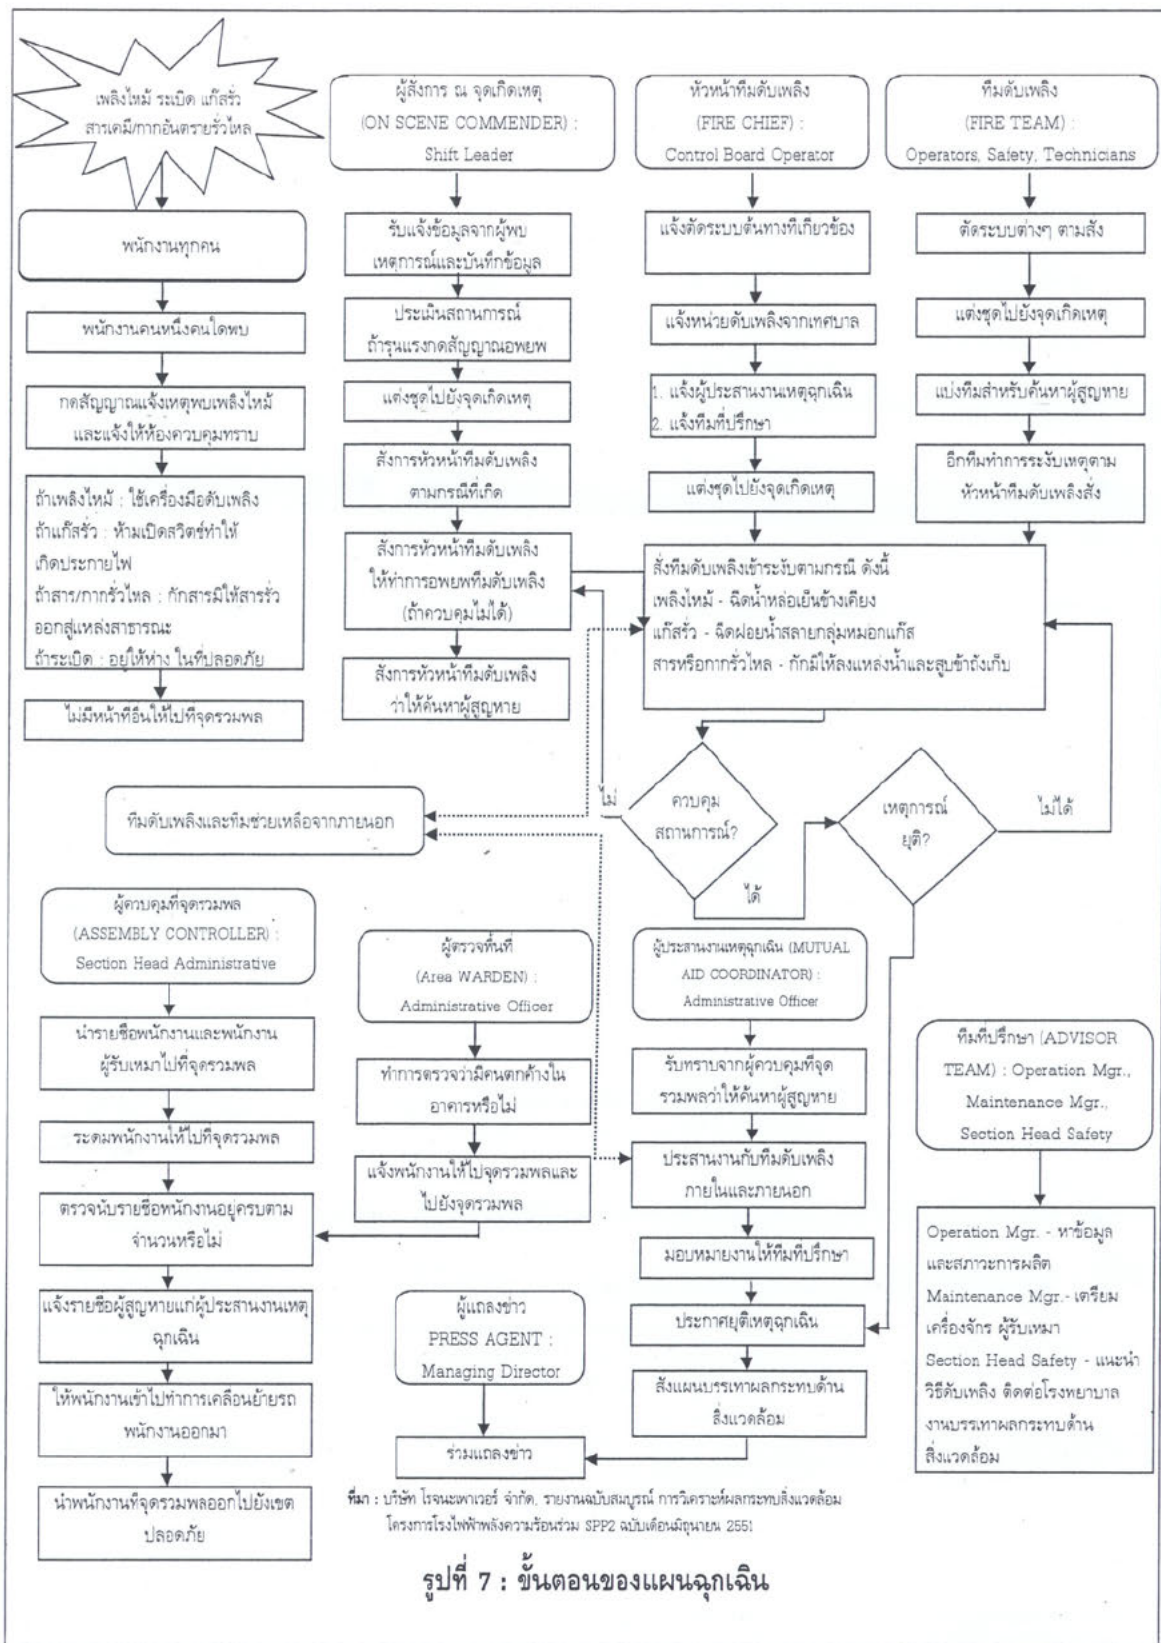 เพลิงไหม้ ระเบิด แก๊สรั่ว
สารเคมี/กากอันตรายรั่วไหล
พนักงานทุกคน
พนักงานคนหนึ่งคนใดพบ
กดสัญญาณแจ้งเหตุพบเพลิงไหม้
และแจ้งให้ห้องควบคุมทราบ
ถ้าเพลิงไหม้ : ใช้เครื่องมือดับเพลิง
ถ้าแก๊สรั่ว : ห้ามเปิดสวิตช์ทำให้
เกิดประกายไฟ
ถ้าสาร/กากรั่วไหล : กักสารมิให้สารรั่ว
ออกสู่แหล่งสาธารณะ
ถ้าระเบิด : อยู่ให้ห่าง ในที่ปลอดภัย
ไม่มีหน้าที่อื่นให้ไปที่จุดรวมพล
ผู้สั่งการ ณ จุดเกิดเหตุ
(ON SCENE COMMENDER) :
Shift Leader
รับแจ้งข้อมูลจากผู้พบ
เหตุการณ์และบันทึกข้อมูล
ประเมินสถานการณ์
ถ้ารุนแรงกดสัญญาณอพยพ
แต่งชุดไปยังจุดเกิดเหตุ
สั่งการหัวหน้าทีมดับเพลิง
ตามกรณีที่เกิด
สั่งการหัวหน้าทีมดับเพลิง
ให้ทำการอพยพทีมดับเพลิง
(ถ้าควบคุมไม่ได้)
สั่งการหัวหน้าทีมดับเพลิง
ว่าให้ค้นหาผู้สูญหาย
หัวหน้าทีมดับเพลิง
(FIRE CHIEF) :
Control Board Operator
แจ้งตัดระบบต้นทางที่เกี่ยวข้อง
แจ้งหน่วยดับเพลิงจากเทศบาล
1. แจ้งผู้ประสานงานเหตุฉุกเฉิน
2. แจ้งทีมที่ปรึกษา
แต่งชุดไปยังจุดเกิดเหตุ
ทีมดับเพลิง
(FIRE TEAM) :
Operators, Safety, Technicians
ตัดระบบต่างๆ ตามสั่ง
แต่งชุดไปยังจุดเกิดเหตุ
แบ่งทีมสำหรับค้นหาผู้สูญหาย
อีกทีมทำการระงับเหตุตาม
หัวหน้าทีมดับเพลิงสั่ง
สั่งทีมดับเพลิงเข้าระงับตามกรณี ดังนี้
เพลิงไหม้ - ฉีดน้ำหล่อเย็นข้างเคียง
แก๊สรั่ว - ฉีดฝอยน้ำสลายกลุ่มหมอกแก๊ส
สารหรือกากรั่วไหล - กักมิให้ลงแหล่งน้ำและสูบเข้าถังเก็บ
ไม่
ควบคุม
สถานการณ์?
ได้
เหตุการณ์
ยุติ?
ไม่ได้
ทีมดับเพลิงและทีมช่วยเหลือจากภายนอก
ผู้ควบคุมที่จุดรวมพล
(ASSEMBLY CONTROLLER) :
Section Head Administrative
นำรายชื่อพนักงานและพนักงาน
ผู้รับเหมาไปที่จุดรวมพล
ระดมพนักงานให้ไปที่จุดรวมพล
ตรวจนับรายชื่อพนักงานอยู่ครบตาม
จำนวนหรือไม่
แจ้งรายชื่อผู้สูญหายแก่ผู้ประสานงานเหตุ
ฉุกเฉิน
ให้พนักงานเข้าไปทำการเคลื่อนย้ายรถ
พนักงานออกมา
นำพนักงานที่จุดรวมพลออกไปยังเขต
ปลอดภัย
ผู้ตรวจพื้นที่
(Area WARDEN) :
Administrative Officer
ทำการตรวจว่ามีคนตกค้างใน
อาคารหรือไม่
แจ้งพนักงานให้ไปจุดรวมพลและ
ไปยังจุดรวมพล
ผู้แถลงข่าว
PRESS AGENT :
Managing Director
ร่วมแถลงข่าว
ผู้ประสานงานเหตุฉุกเฉิน (MUTUAL
AID COORDINATOR) :
Administrative Officer
รับทราบจากผู้ควบคุมที่จุด
รวมพลว่าให้ค้นหาผู้สูญหาย
ประสานงานกับทีมดับเพลิง
ภายในและภายนอก
มอบหมายงานให้ทีมที่ปรึกษา
ประกาศยุติเหตุฉุกเฉิน
สั่งแผนบรรเทาผลกระทบด้าน
สิ่งแวดล้อม
ทีมที่ปรึกษา (ADVISOR
TEAM) : Operation Mgr.,
Maintenance Mgr.,
Section Head Safety
Operation Mgr. - หาข้อมูล
และสภาวะการผลิต
Maintenance Mgr.- เตรียม
เครื่องจักร ผู้รับเหมา
Section Head Safety - แนะนำ
วิธีดับเพลิง ติดต่อโรงพยาบาล
งานบรรเทาผลกระทบด้าน
สิ่งแวดล้อม
ที่มา : บริษัท โรจนะเพาเวอร์ จำกัด, รายงานฉบับสมบูรณ์ การวิเคราะห์ผลกระทบสิ่งแวดล้อม
โครงการโรงไฟฟ้าพลังความร้อนร่วม SPP2 ฉบับเดือนมิถุนายน 2551
รูปที่ 7 : ขั้นตอนของแผนฉุกเฉิน